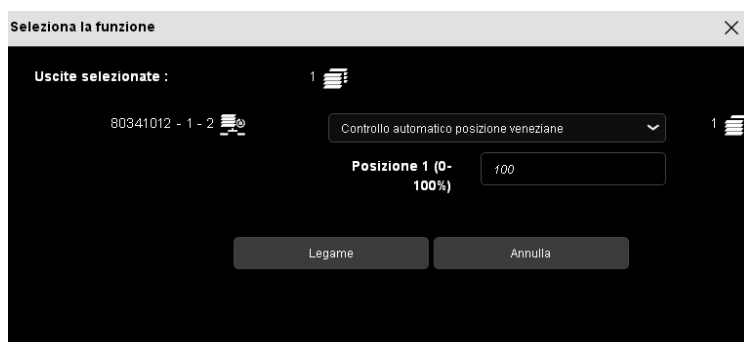 Seleziona la funzione
Uscite selezionate : 1
80341012 - 1 - 2 Controllo automatico posizione veneziane 1
Posizione 1 (0-
100%)
100
Legame Annulla